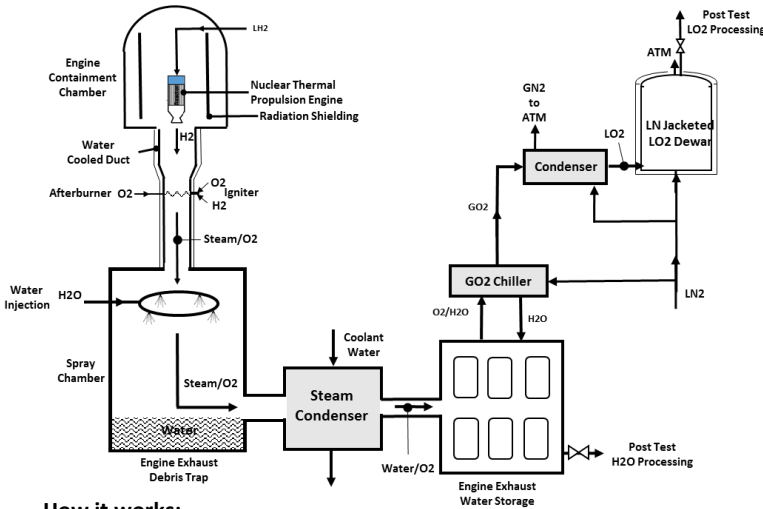 Post Test
LO2 Processing
ATM
LH2
Engine
Containment
Chamber
Nuclear Thermal
Propulsion Engine
Radiation Shielding
GN2
to
ATM
LN Jacketed
LO2 Dewar
LO2
H2
Water
Cooled Duct
Condenser
Afterburner O2
O2
Igniter
H2
GO2
Steam/O2
GO2 Chiller
Water
Injection
H2O
LN2
O2/H2O
H2O
Coolant
Water
Spray
Chamber
Steam/O2
Steam
Condenser
Water
Engine Exhaust
Debris Trap
Water/O2
Post Test
H2O Processing
Engine Exhaust
Water Storage
How it works: